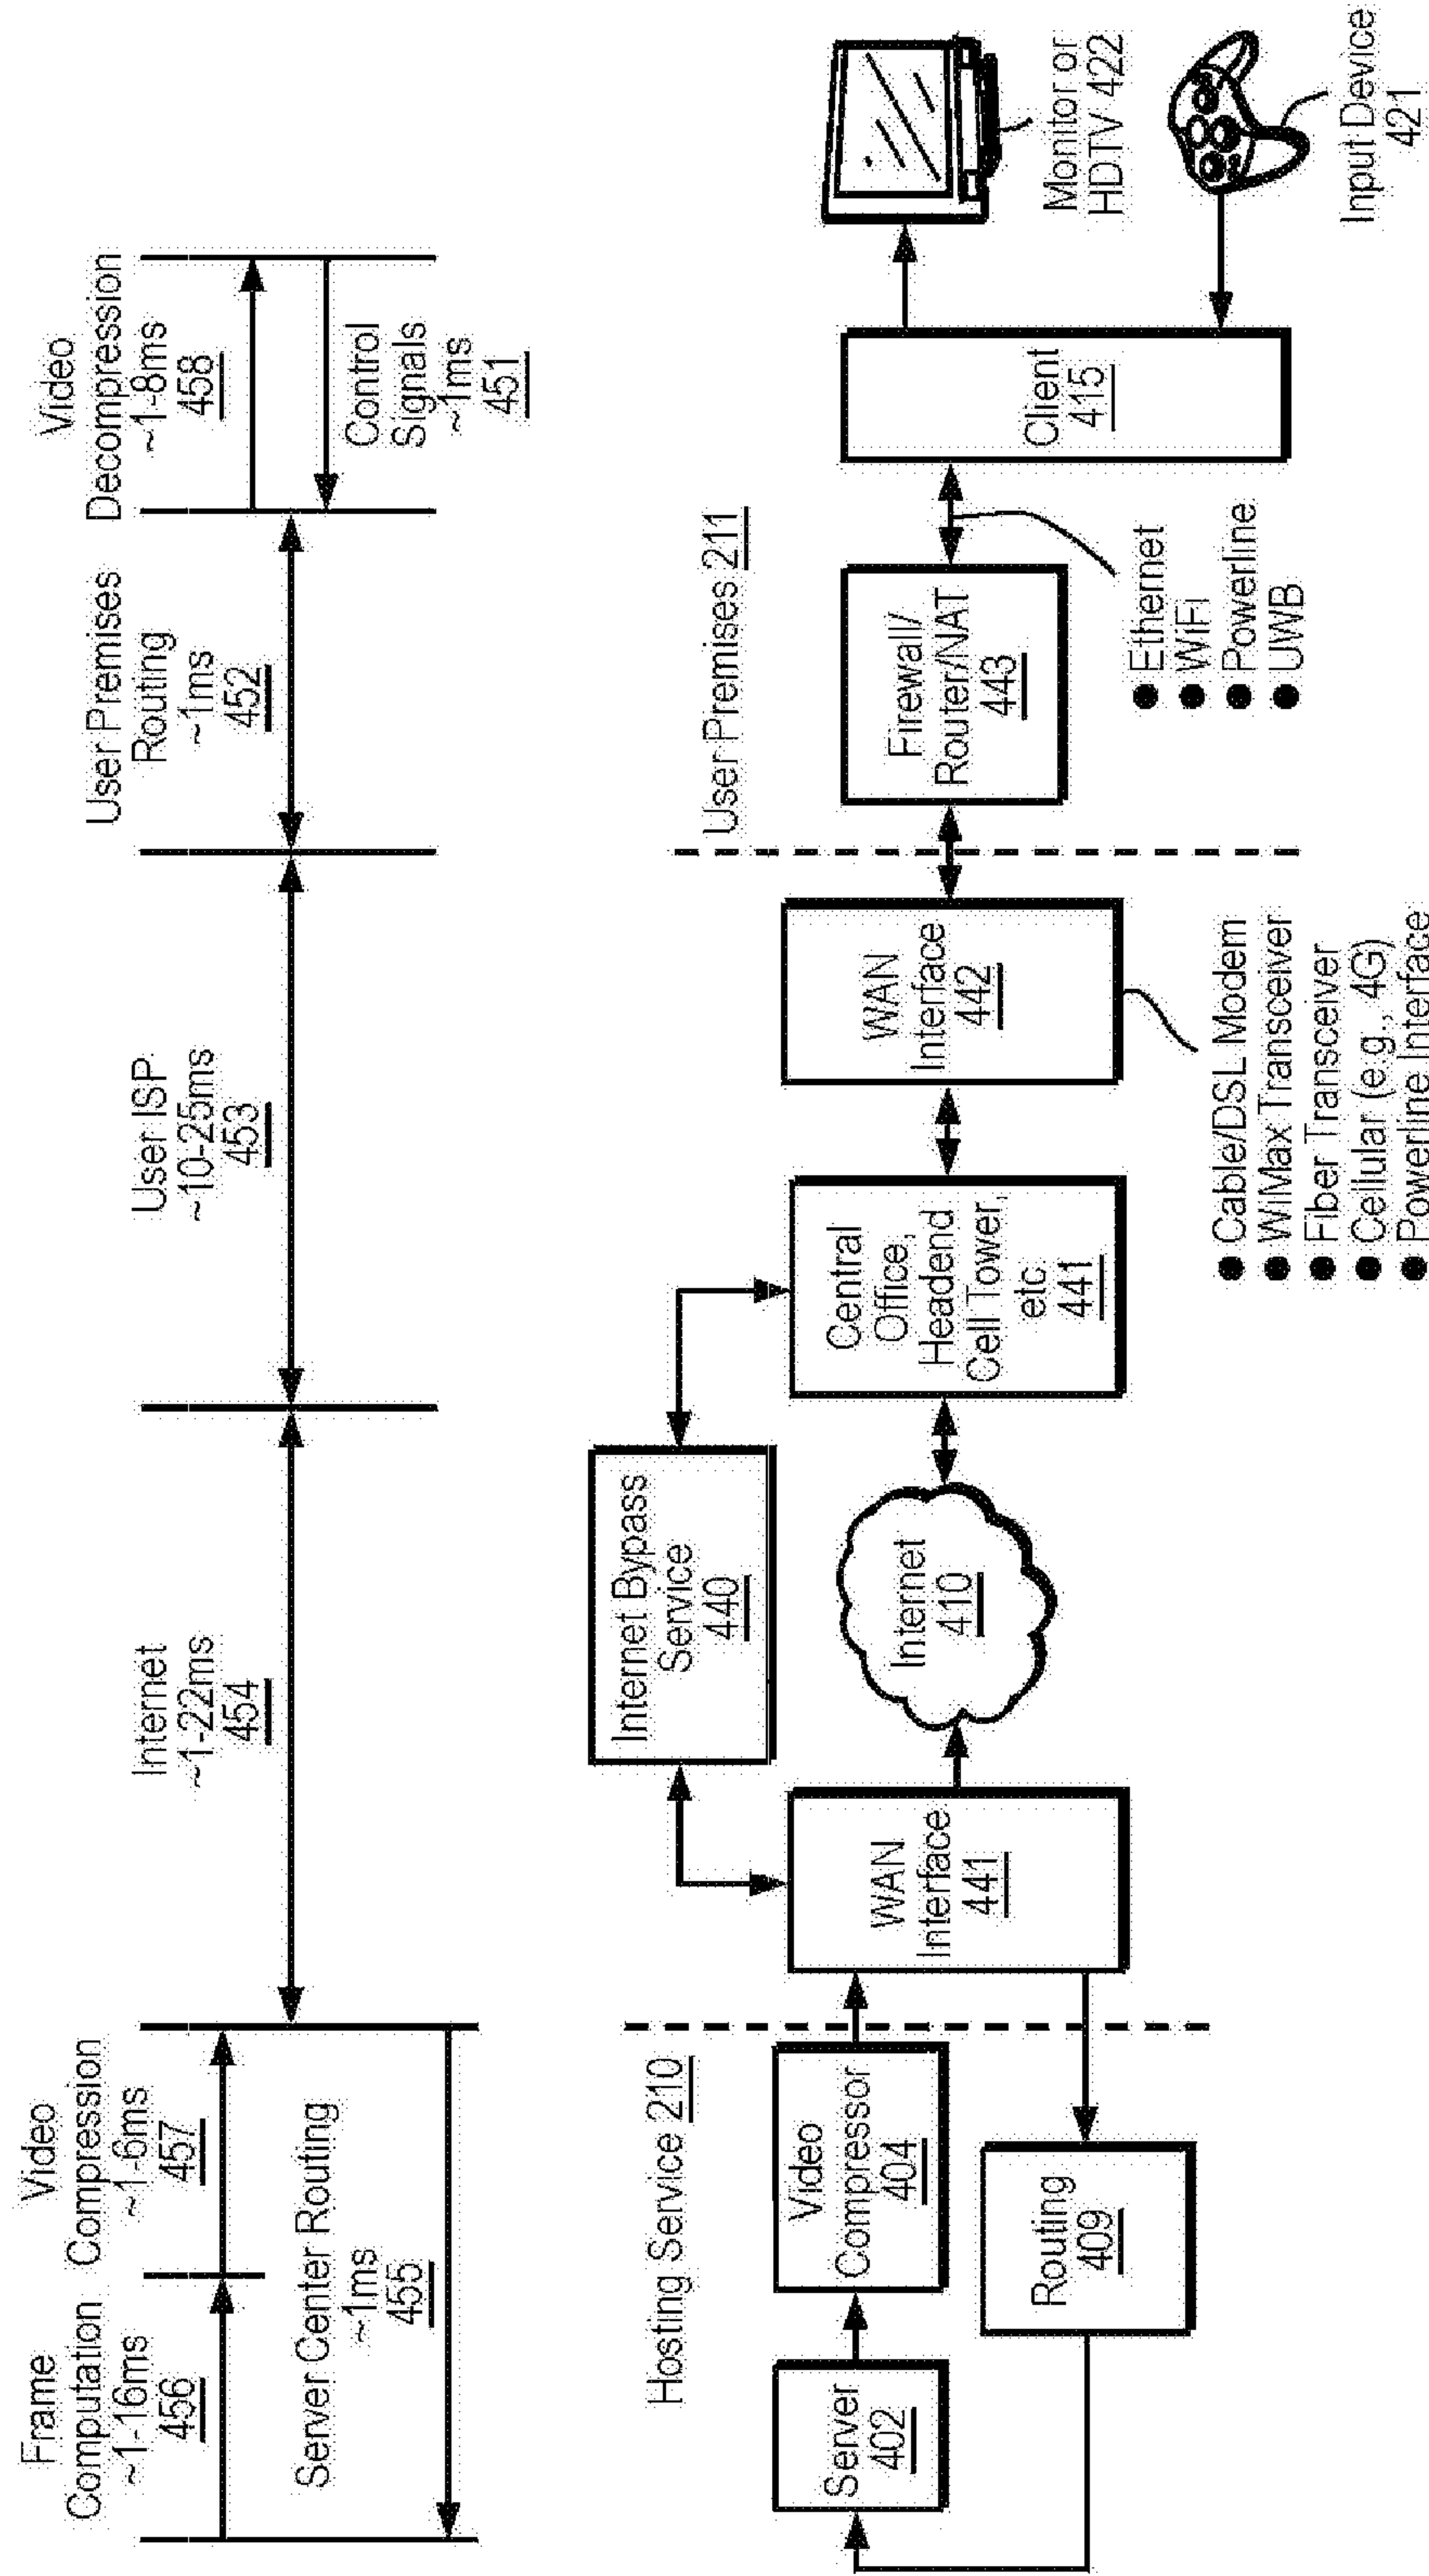 Frame
Computation
~1-16ms
456
Video
Compression
~1-6ms
457
Server Center Routing
~1ms
455
Internet
~1-22ms
454
User ISP
~10-25ms
453
User Premises
Routing
~1ms
452
Video
Decompression
~1-8ms
458
Control
Signals
~1ms
451
Hosting Service 210
Server
402
Video
Compressor
404
Routing
409
WAN
Interface
441
Internet Bypass
Service
440
Internet
410
Central
Office,
Headend
Cell Tower,
etc
441
WAN
Interface
442
● Cable/DSL Modem
● WiMax Transceiver
● Fiber Transceiver
● Cellular (e.g., 4G)
● Powerline Interface
User Premises 211
Firewall/
Router/NAT
443
● Ethernet
● WiFi
● Powerline
● UWB
Client
415
Monitor or
HDTV 422
Input Device
421